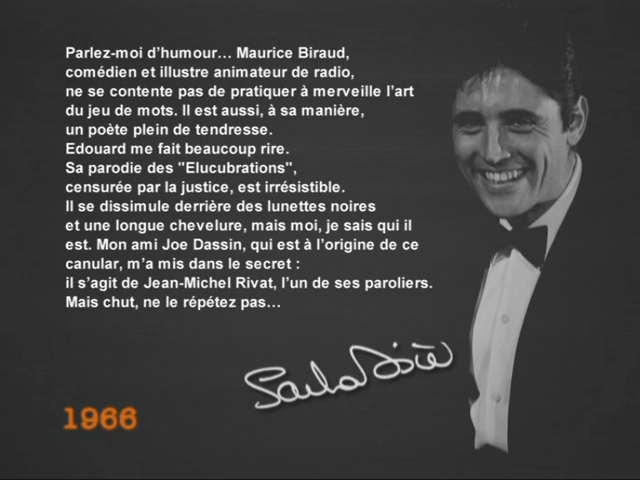 Parlez-moi d’humour… Maurice Biraud,
comédien et illustre animateur de radio,
ne se contente pas de pratiquer à merveille l’art
du jeu de mots. Il est aussi, à sa manière,
un poète plein de tendresse.
Edouard me fait beaucoup rire.
Sa parodie des "Elucubrations",
censurée par la justice, est irrésistible.
Il se dissimule derrière des lunettes noires
et une longue chevelure, mais moi, je sais qui il
est. Mon ami Joe Dassin, qui est à l’origine de ce
canular, m’a mis dans le secret :
il s’agit de Jean-Michel Rivat, l’un de ses paroliers.
Mais chut, ne le répétez pas…
1966